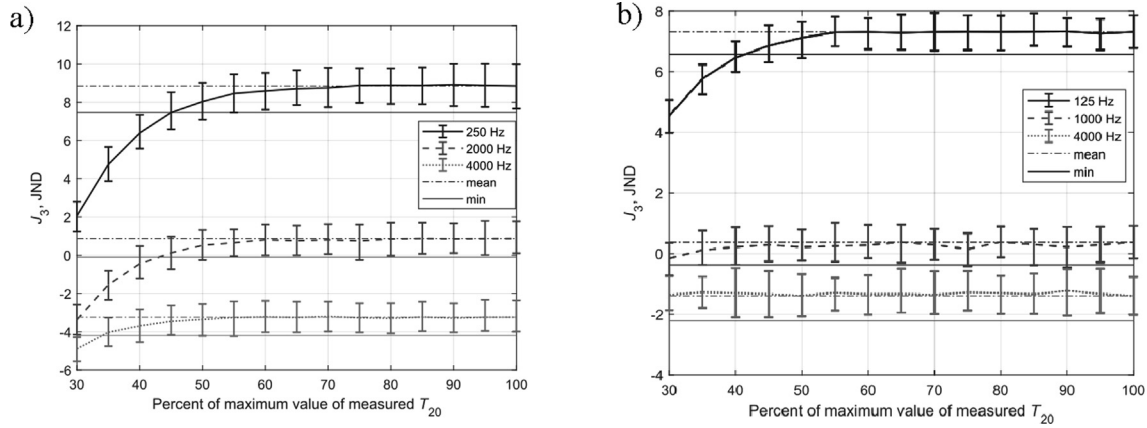 a)
12
10
8
6
4
2
0
-2
-4
-6
J3, JND
250 Hz
2000 Hz
4000 Hz
mean
min
30 40 50 60 70 80 90 100
Percent of maximum value of measured T20
b)
8
6
4
2
0
-2
-4
J3, JND
125 Hz
1000 Hz
4000 Hz
mean
min
30 40 50 60 70 80 90 100
Percent of maximum value of measured T20